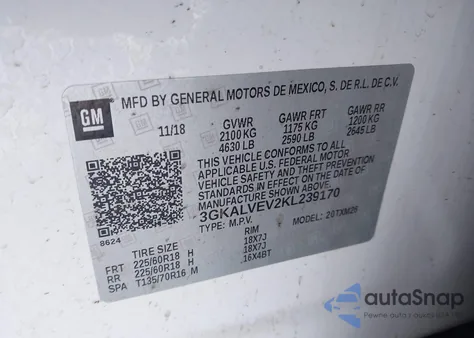 GM
MFD BY GENERAL MOTORS DE MEXICO, S. DE R.L. DE C.V.
11/18 GVWR GAWR FRT GAWR RR
2100 KG 1175 KG 1200 KG
4630 LB 2590 LB 2645 LB
THIS VEHICLE CONFORMS TO ALL
APPLICABLE U.S. FEDERAL MOTOR
VEHICLE SAFETY AND THEFT PREVENTION
STANDARDS IN EFFECT ON THE DATE OF
MANUFACTURE SHOWN ABOVE.
3GKALVEV2KL239170
TYPE: M.P.V. MODEL: 20TXM26
8624
TIRE SIZE RIM
FRT 225/60R18 H 18X7J
RR 225/60R18 H 18X7J
SPA T135/70R16 M 16X4BT
autaSnap
Pewne auto z USA